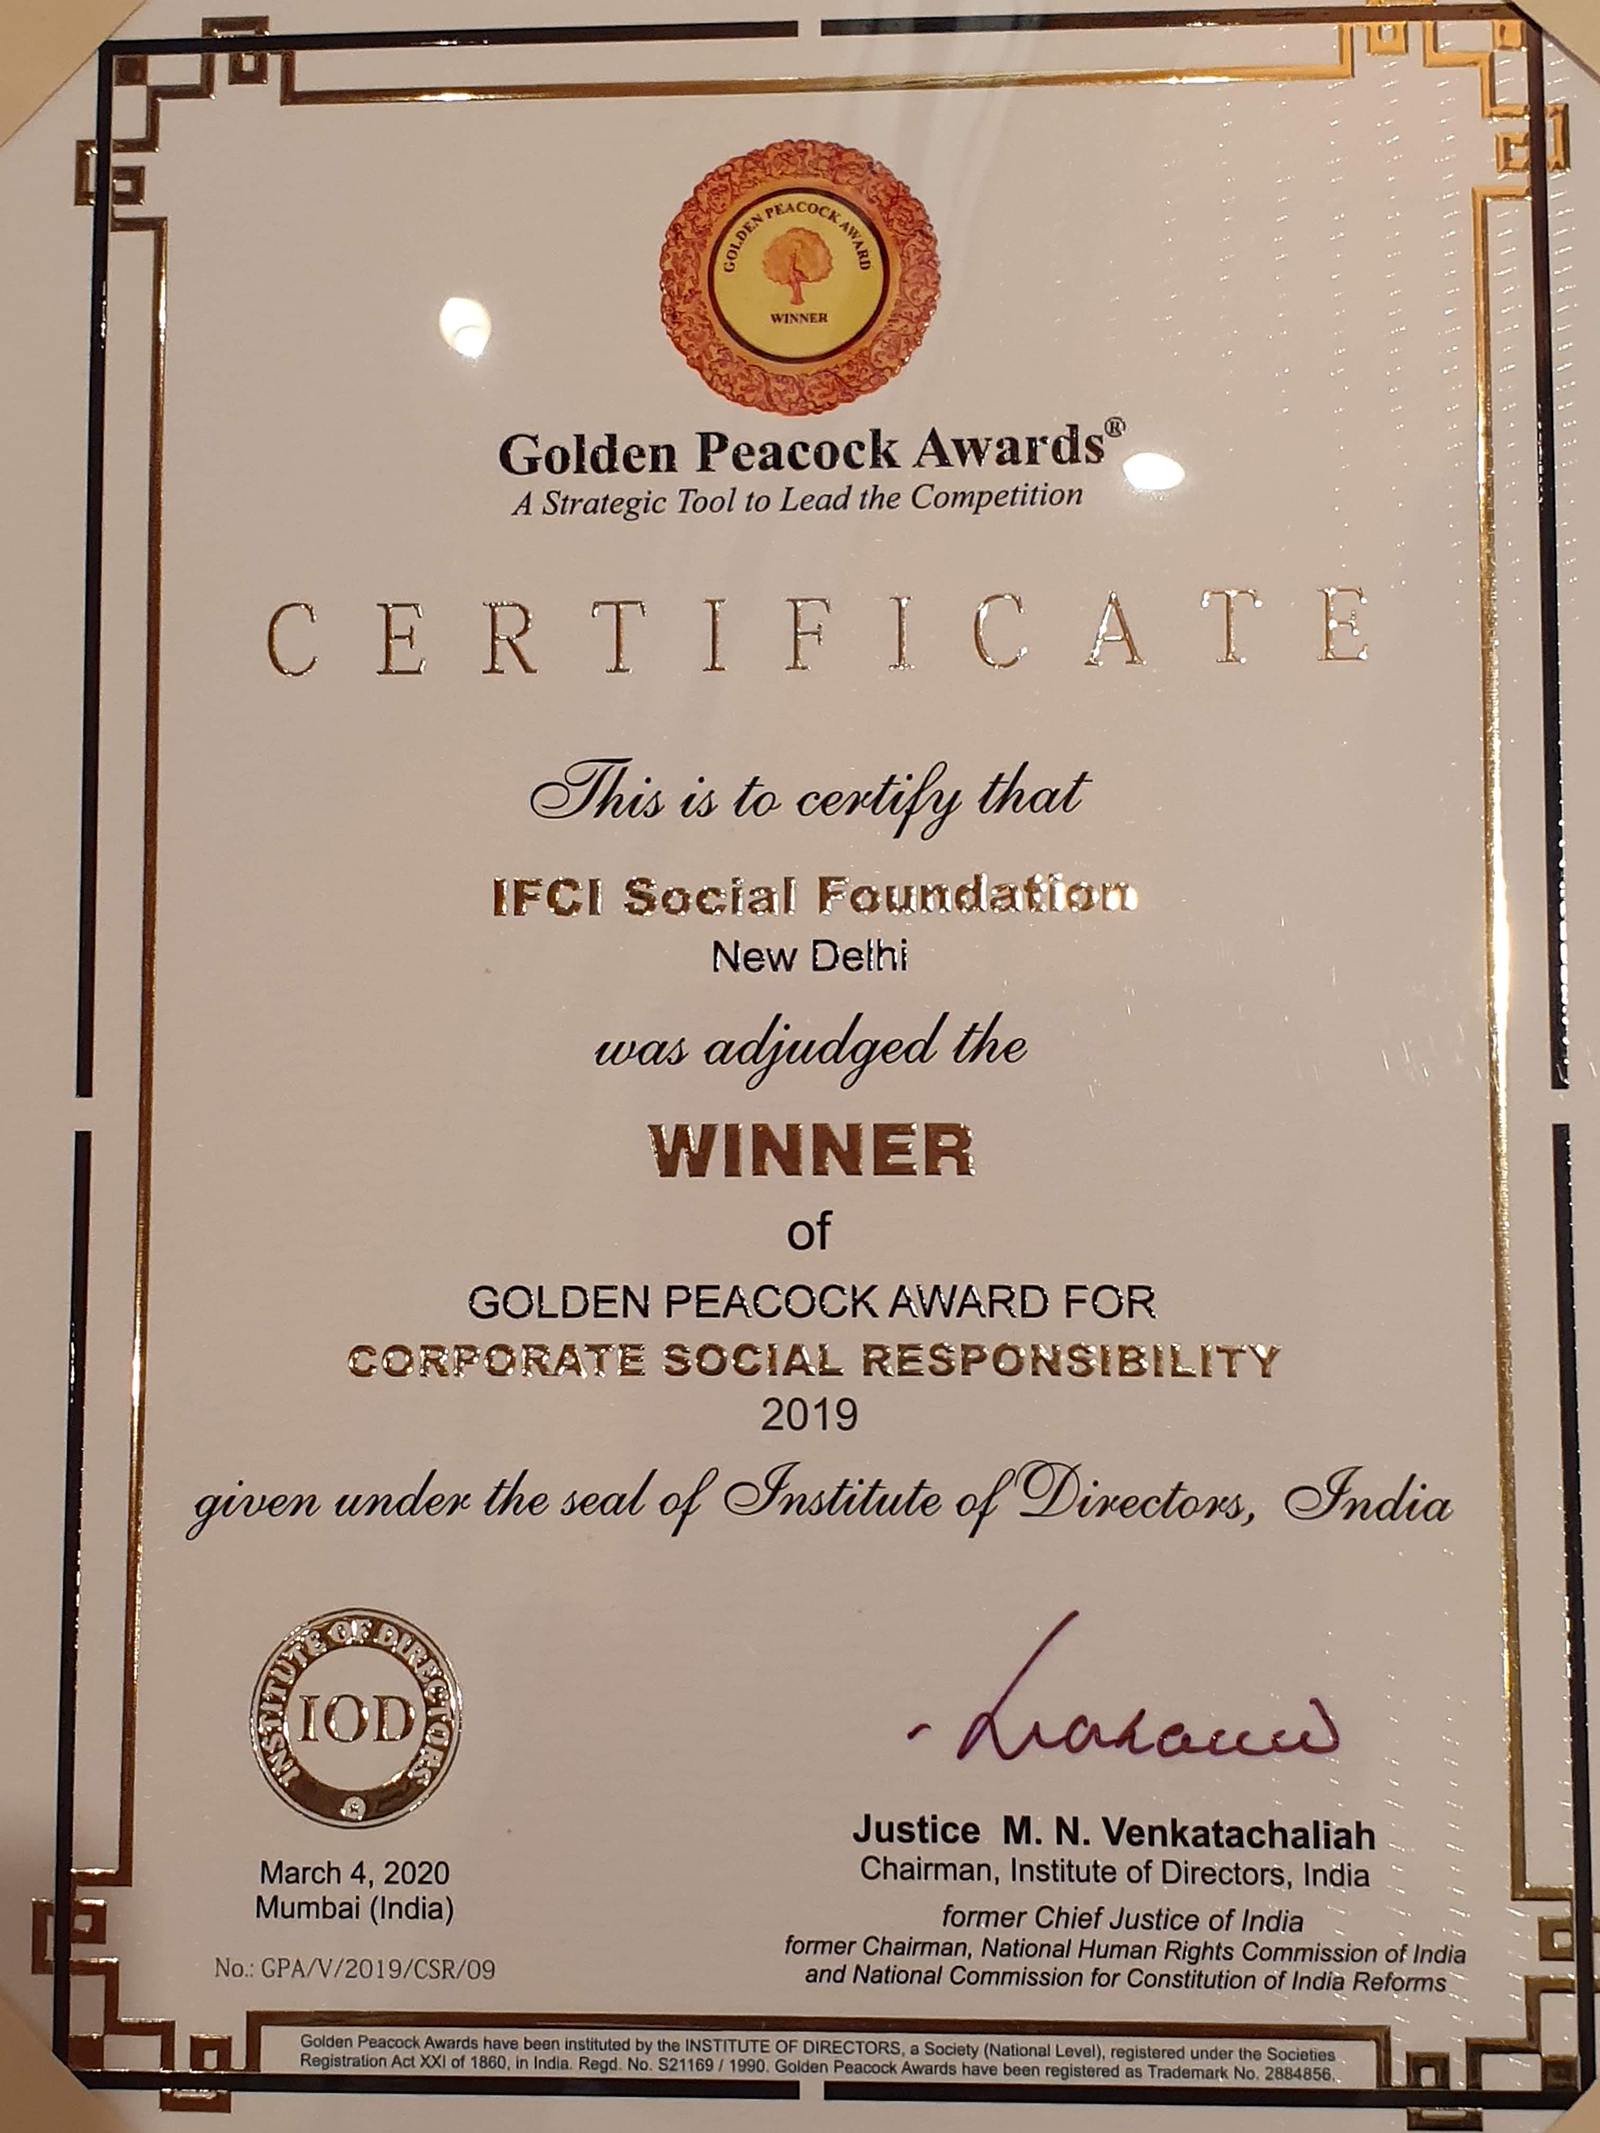 GOLDEN PEACOCK AWARD
WINNER
Golden Peacock Awards®
A Strategic Tool to Lead the Competition
CERTIFICATE
This is to certify that
IFCI Social Foundation
New Delhi
was adjudged the
WINNER
of
GOLDEN PEACOCK AWARD FOR
CORPORATE SOCIAL RESPONSIBILITY
2019
given under the seal of Institute of Directors, India
INSTITUTE OF DIRECTORS
IOD
March 4, 2020
Mumbai (India)
No.: GPA/V/2019/CSR/09
Justice M. N. Venkatachaliah
Chairman, Institute of Directors, India
former Chief Justice of India
former Chairman, National Human Rights Commission of India
and National Commission for Constitution of India Reforms
Golden Peacock Awards have been instituted by the INSTITUTE OF DIRECTORS, a Society (National Level), registered under the Societies
Registration Act XXI of 1860, in India. Regd. No. S21169 / 1990. Golden Peacock Awards have been registered as Trademark No. 2884856.